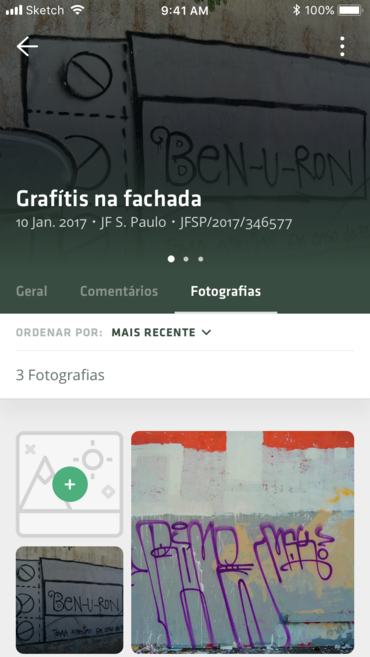 Sketch 9:41 AM 100%
BEN-U-RON
Grafítis na fachada
10 Jan. 2017 • JF S. Paulo • JFSP/2017/346577
Geral Comentários Fotografias
ORDENAR POR: MAIS RECENTE
3 Fotografias
BEN-U-RON